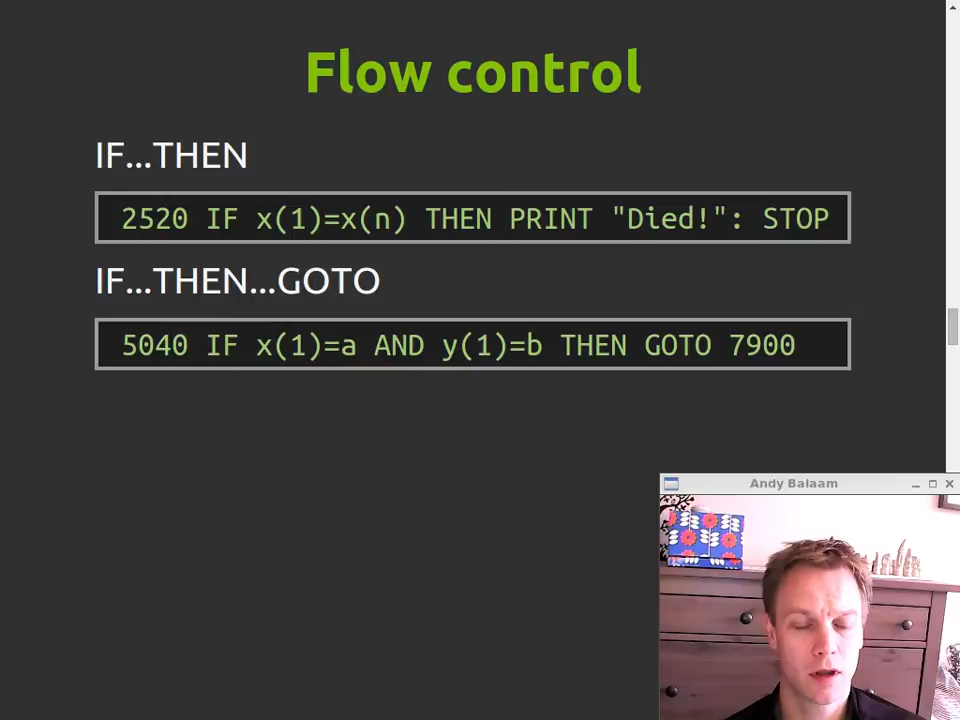 Flow control
IF...THEN
2520 IF x(1)=x(n) THEN PRINT "Died!": STOP
IF...THEN...GOTO
5040 IF x(1)=a AND y(1)=b THEN GOTO 7900
Andy Balaam